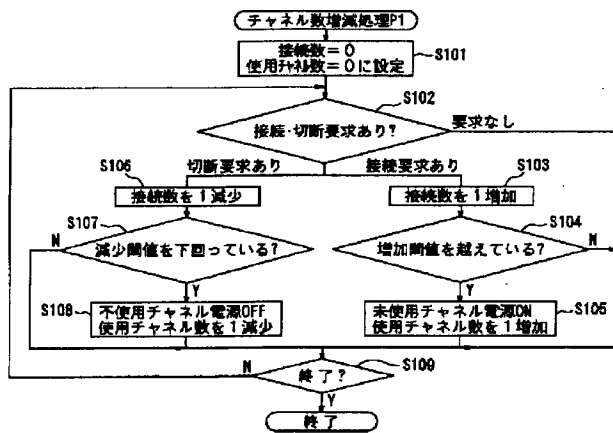 チャネル数増減処理P1
接続数=0
使用チャネル数=0に設定
S101
S102
接続・切断要求あり?
要求なし
切断要求あり
接続要求あり
S106
接続数を1減少
S103
接続数を1増加
S107
減少閾値を下回っている?
N
Y
S104
増加閾値を越えている?
N
Y
S108
不使用チャネル電源OFF
使用チャネル数を1減少
未使用チャネル電源ON
使用チャネル数を1増加
S105
S109
終了?
N
Y
終了